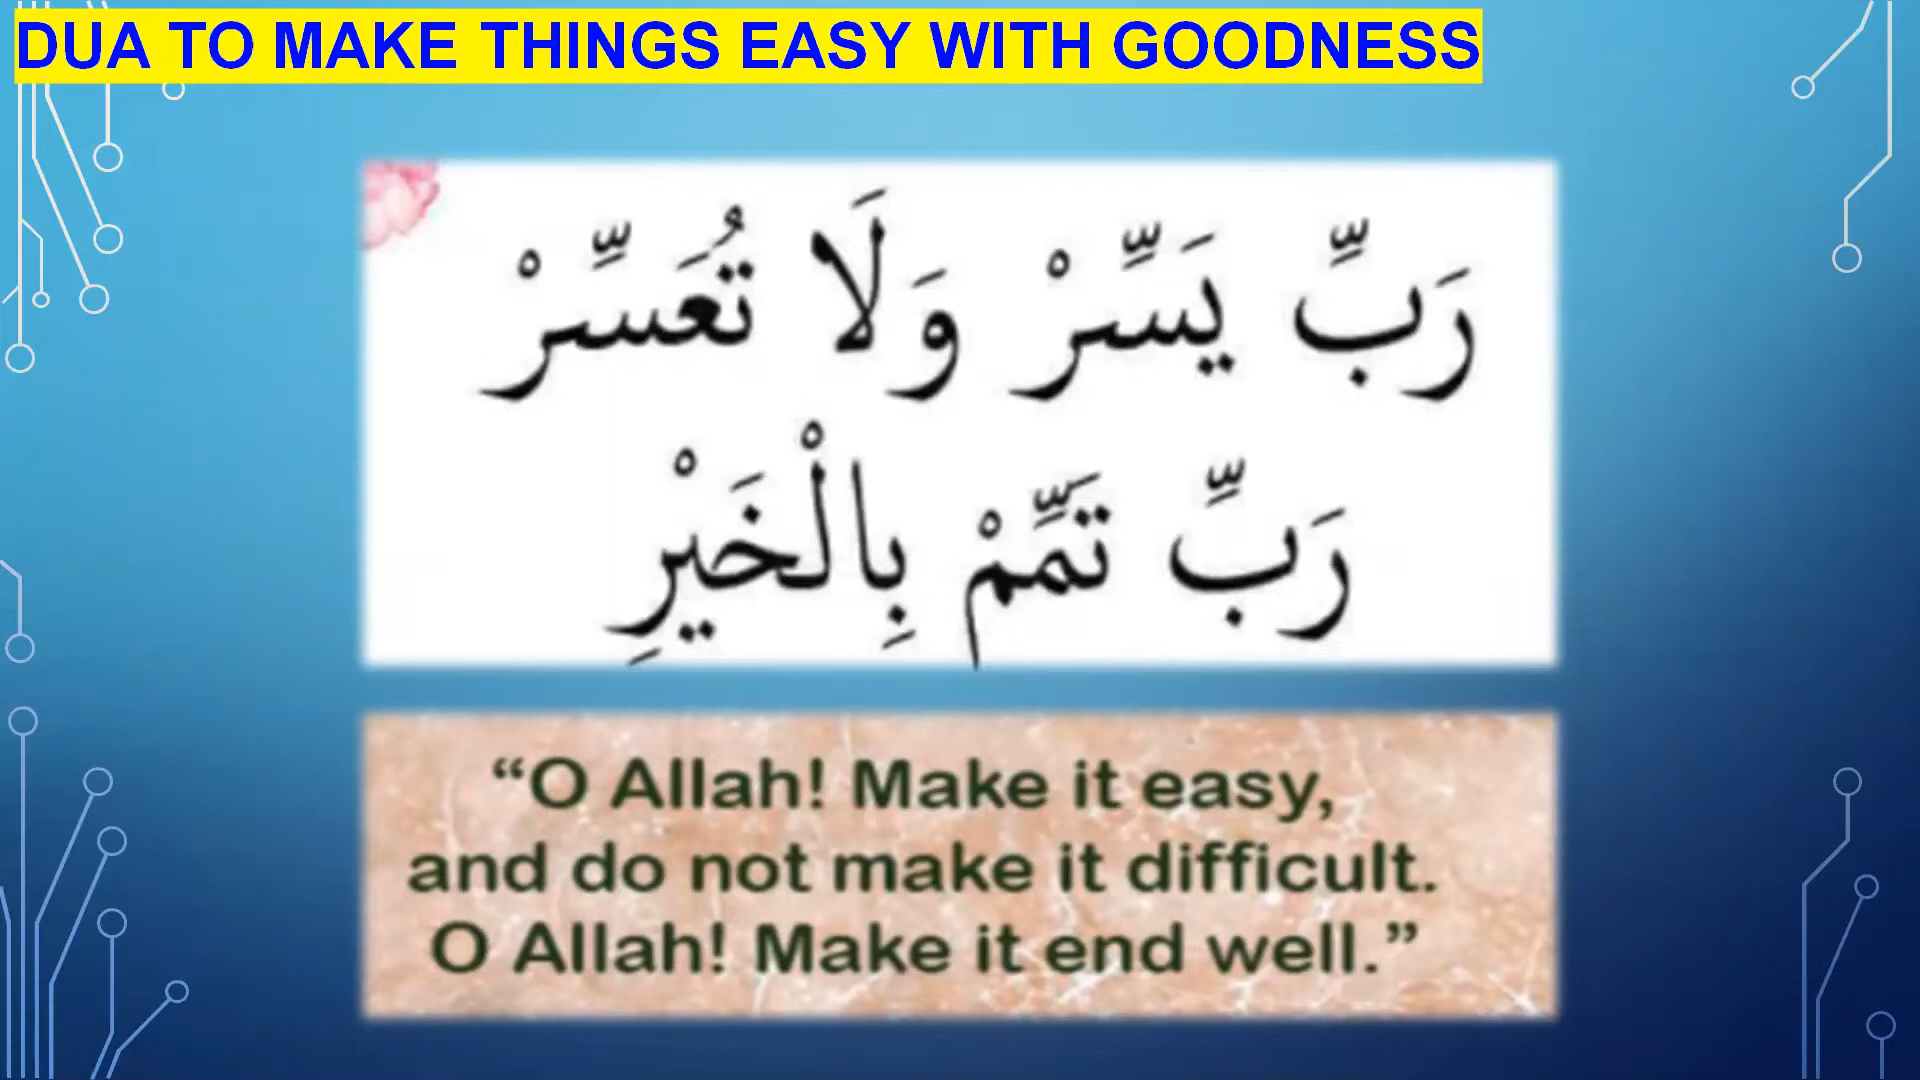 DUA TO MAKE THINGS EASY WITH GOODNESS
رَبِّ يَسِّرْ وَلَا تُعَسِّرْ
رَبِّ تَمِّمْ بِالْخَيْرِ
“O Allah! Make it easy,
and do not make it difficult.
O Allah! Make it end well.”